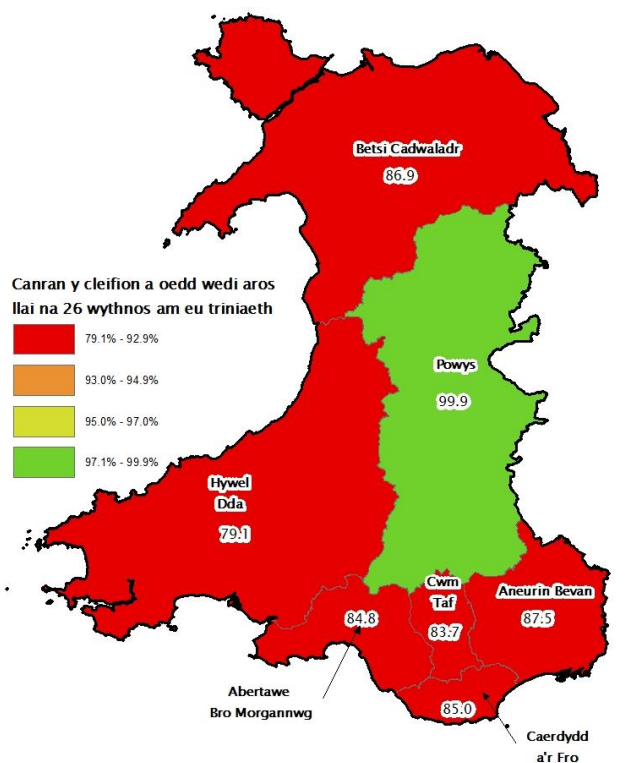 Betsi Cadwaladr
86.9
Canran y cleifion a oedd wedi aros
llai na 26 wythnos am eu triniaeth
79.1% - 92.9%
93.0% - 94.9%
95.0% - 97.0%
97.1% - 99.9%
Powys
99.9
Hywel
Dda
79.1
Cwm
Taf
83.7
Aneurin Bevan
87.5
84.8
Abertawe
Bro Morgannwg
85.0
Caerdydd
a'r Fro